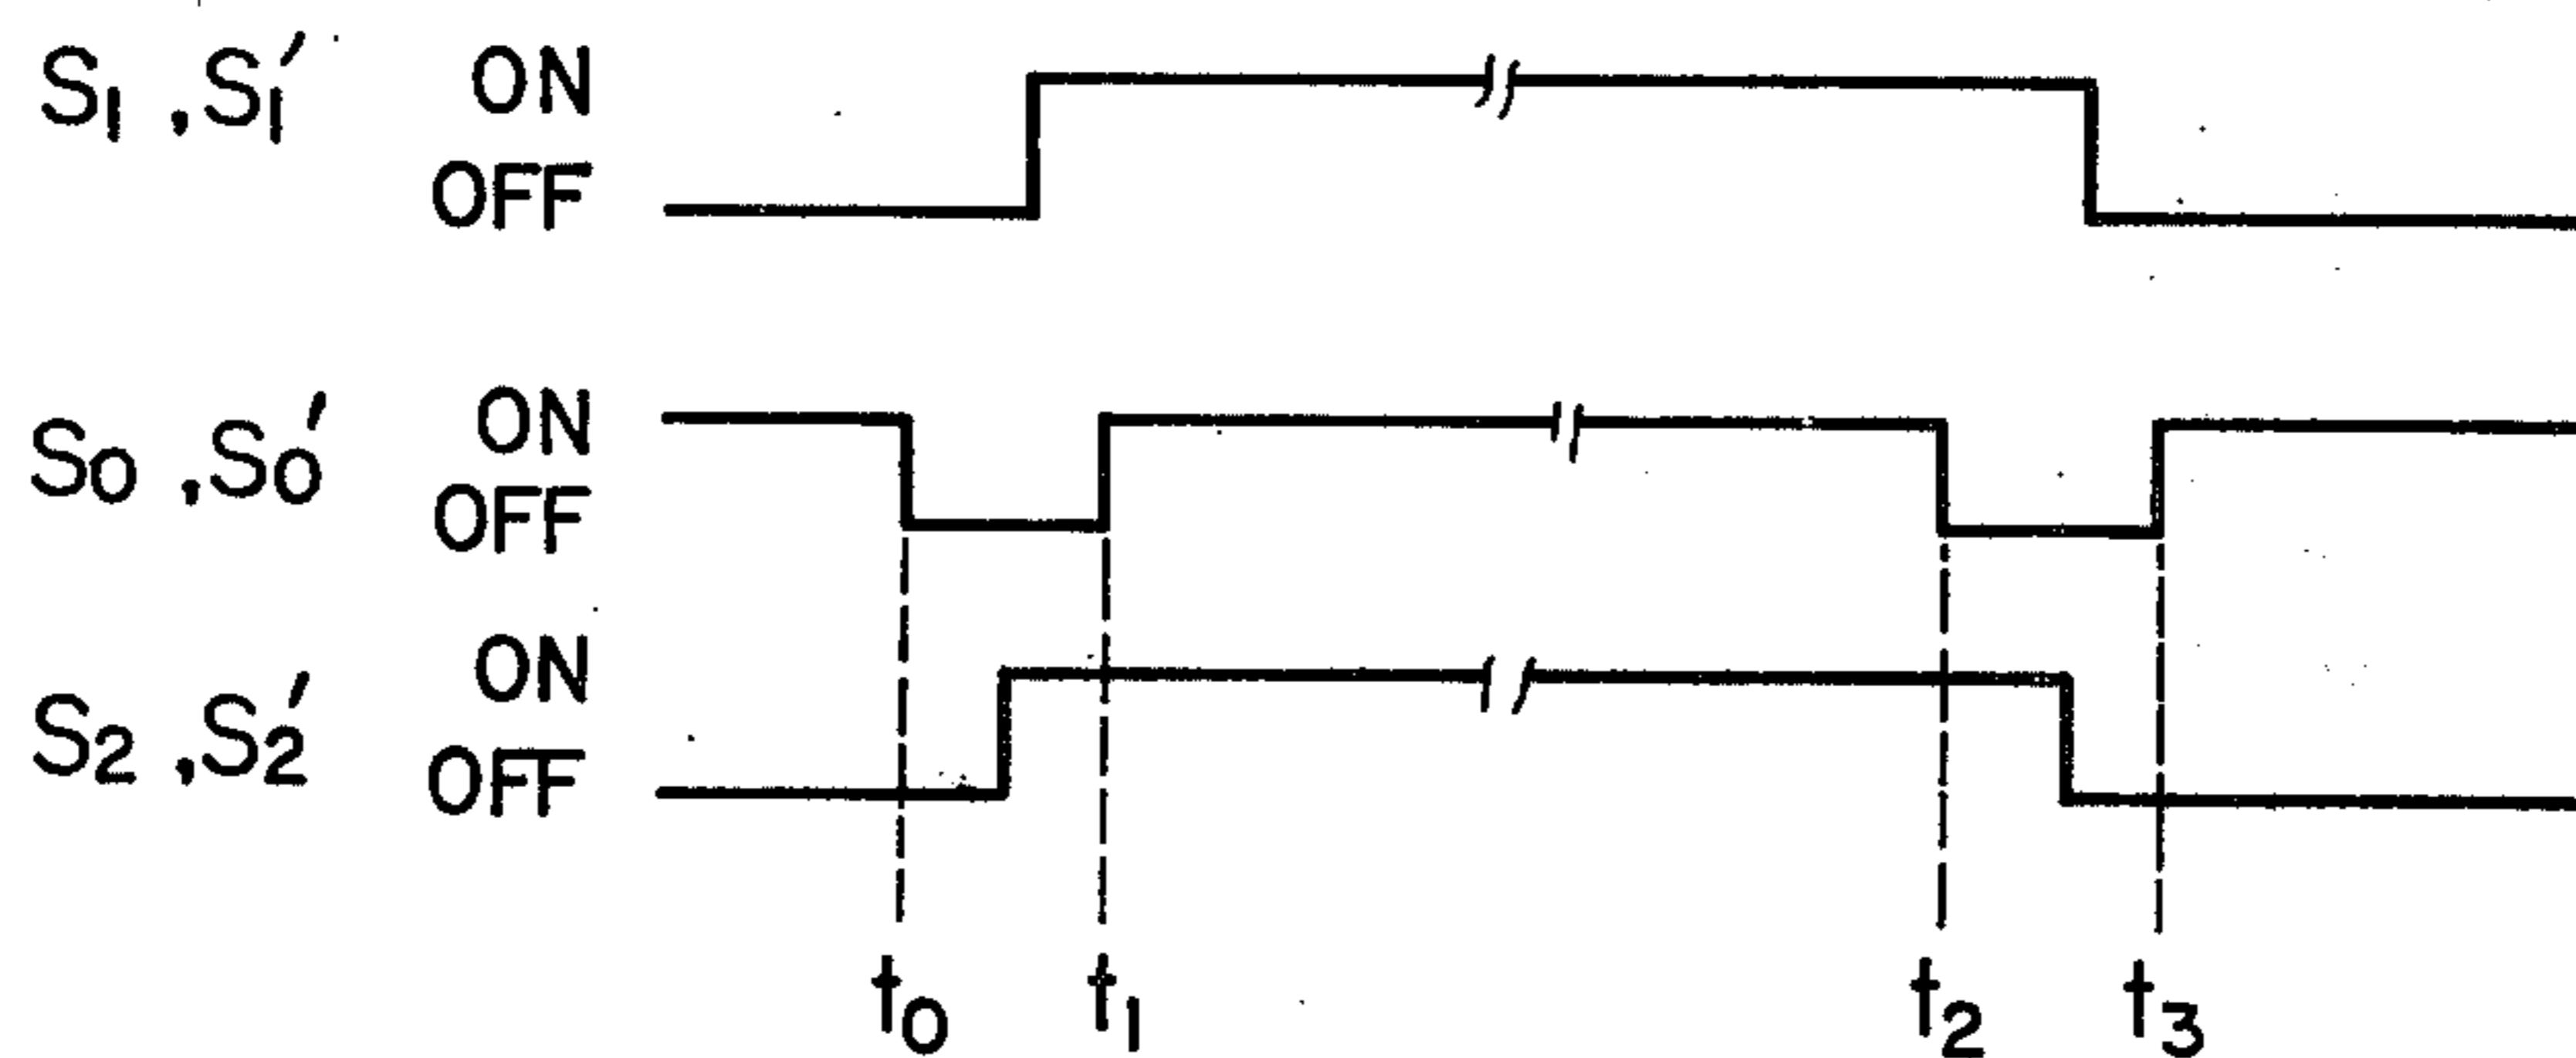 S₁ ,S₁′ ON
OFF
S₀ ,S₀′ ON
OFF
S₂ ,S₂′ ON
OFF
t₀ t₁ t₂ t₃